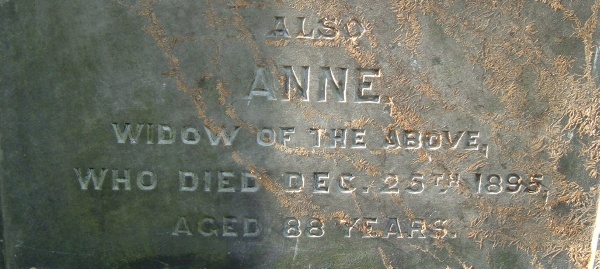 ALSO
ANNE,
WIDOW OF THE ABOVE,
WHO DIED DEC. 25TH 1895,
AGED 88 YEARS.